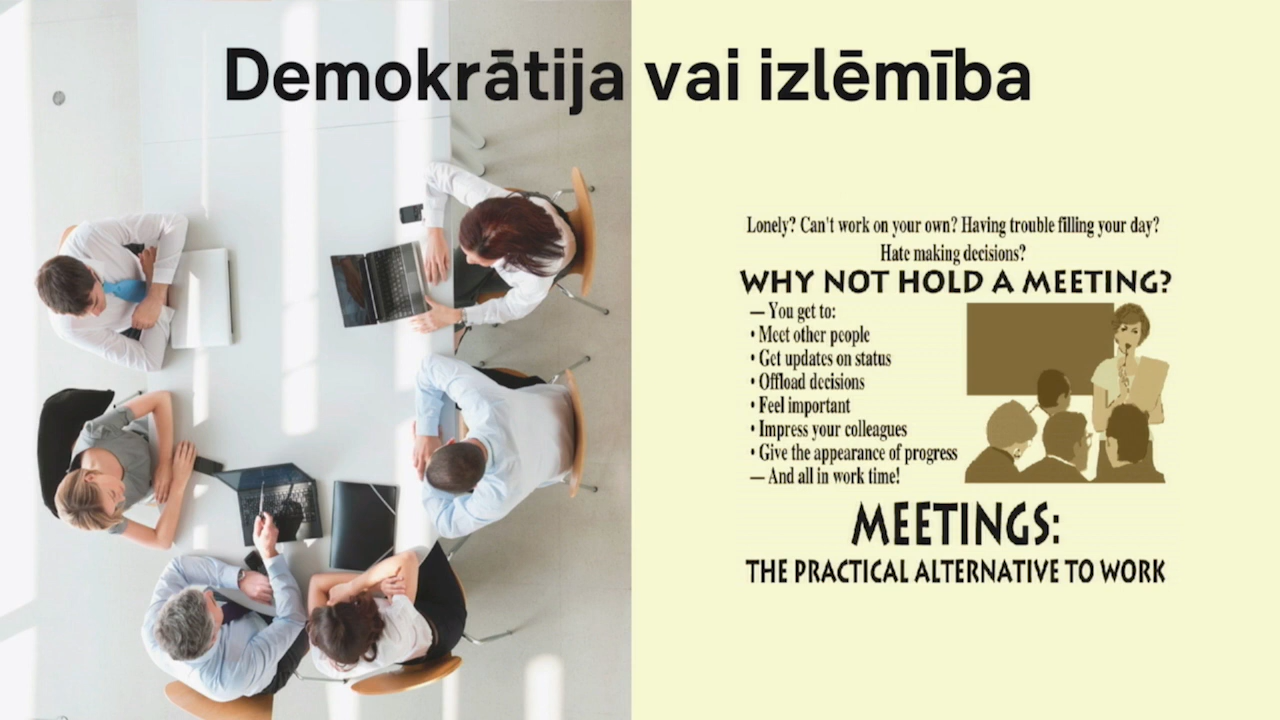 Demokrātija vai izlēmība
Lonely? Can't work on your own? Having trouble filling your day?
Hate making decisions?
WHY NOT HOLD A MEETING?
— You get to:
• Meet other people
• Get updates on status
• Offload decisions
• Feel important
• Impress your colleagues
• Give the appearance of progress
— And all in work time!
MEETINGS:
THE PRACTICAL ALTERNATIVE TO WORK